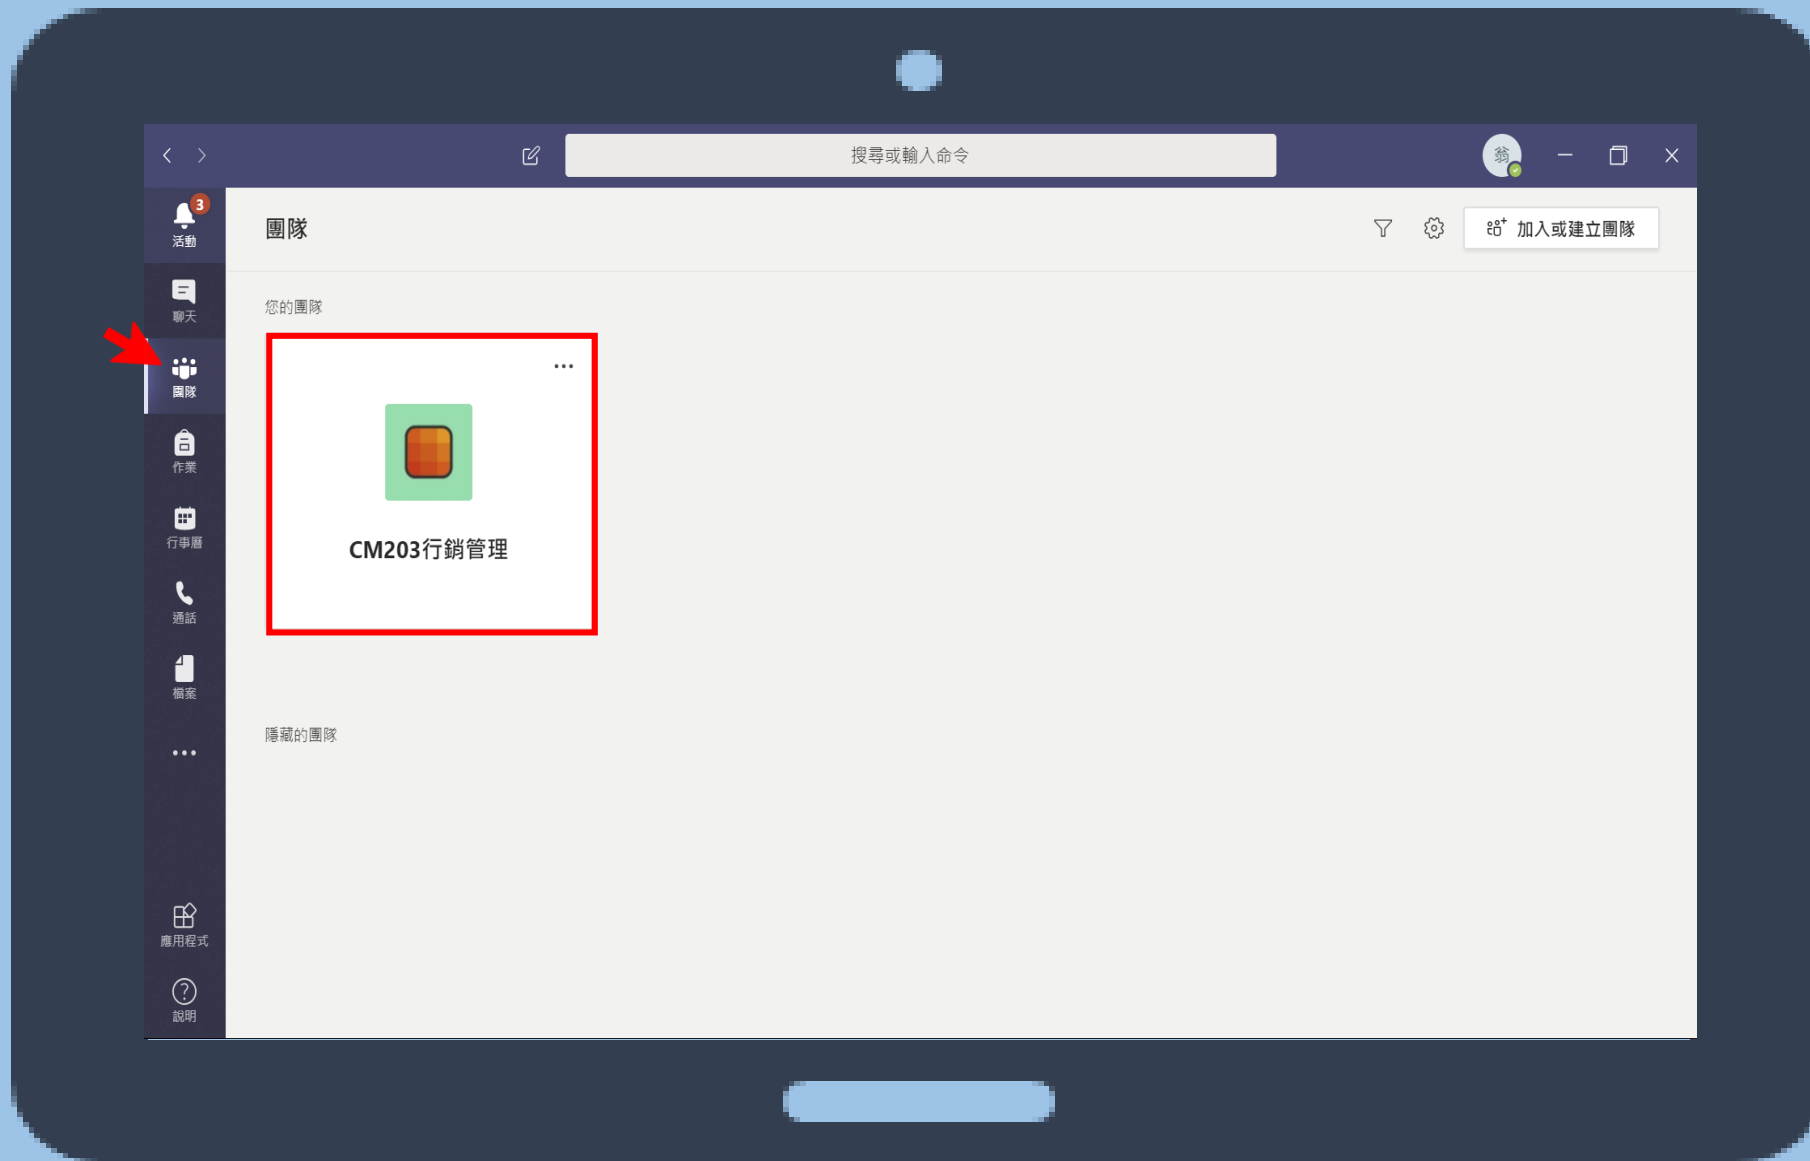 搜尋或輸入命令
翁
3
活動
聊天
團隊
作業
行事曆
通話
檔案
應用程式
說明
團隊
加入或建立團隊
您的團隊
CM203行銷管理
隱藏的團隊